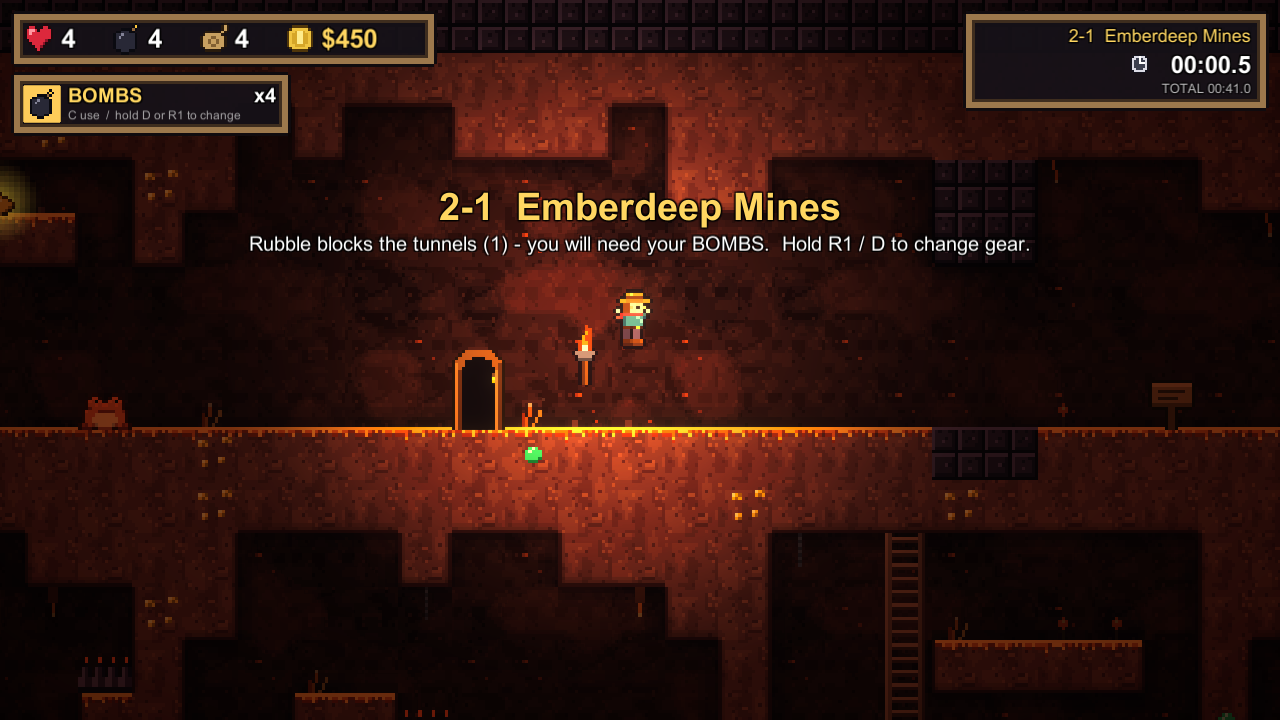 4 4 4 $450
BOMBS x4
C use / hold D or R1 to change
2-1 Emberdeep Mines
00:00.5
TOTAL 00:41.0
2-1 Emberdeep Mines
Rubble blocks the tunnels (1) - you will need your BOMBS. Hold R1 / D to change gear.